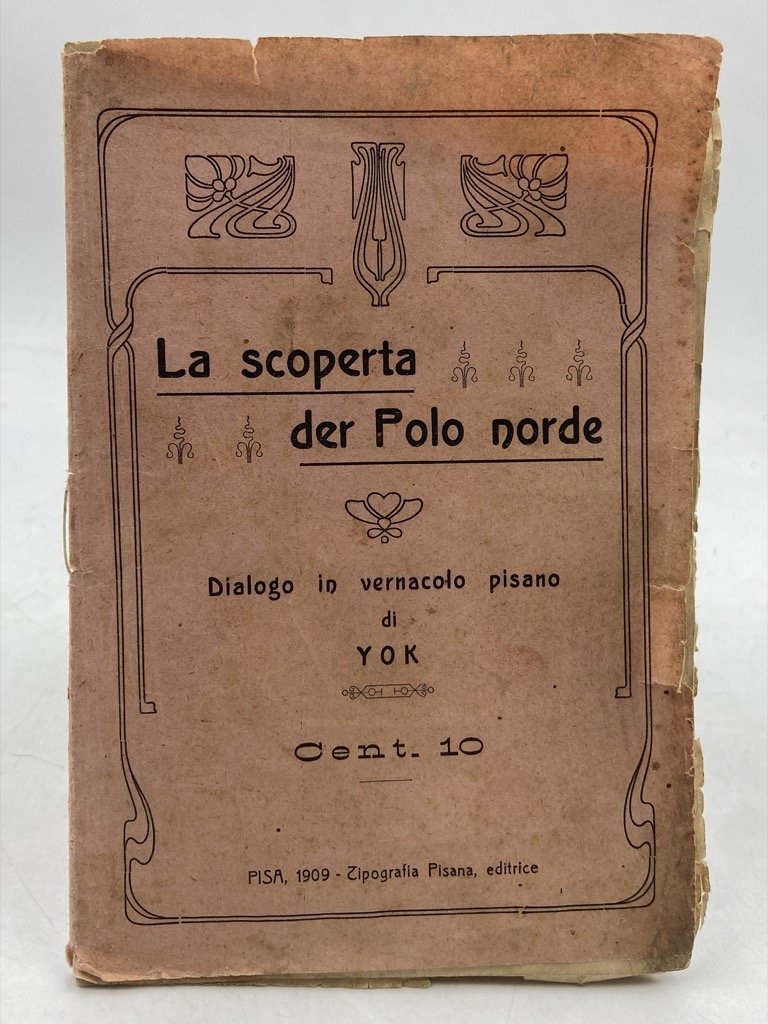 La scoperta
der Polo norde
Dialogo in vernacolo pisano
di
YOK
Cent. 10
PISA, 1909 - Tipografia Pisana, editrice